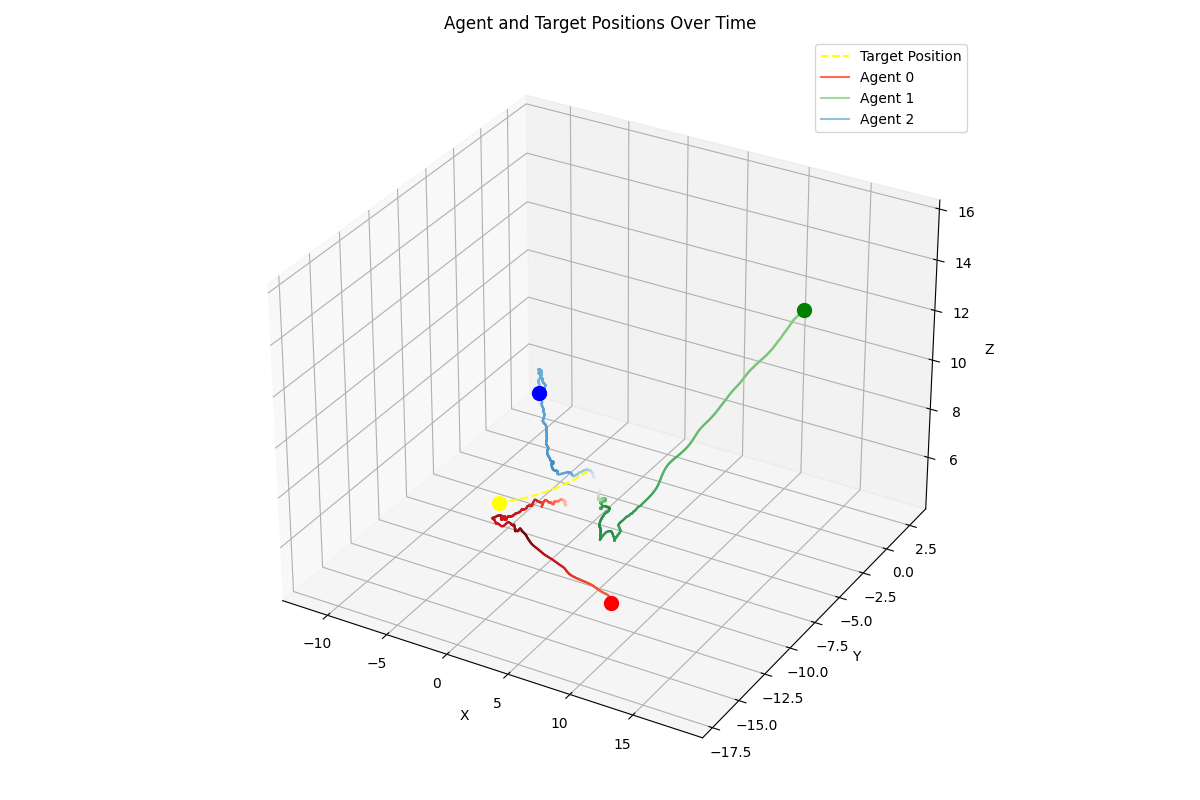 Agent and Target Positions Over Time
Target Position
Agent 0
Agent 1
Agent 2
16
14
12
10
8
6
Z
2.5
0.0
−2.5
−5.0
−7.5
−10.0
−12.5
−15.0
−17.5
Y
−10
−5
0
5
10
15
X